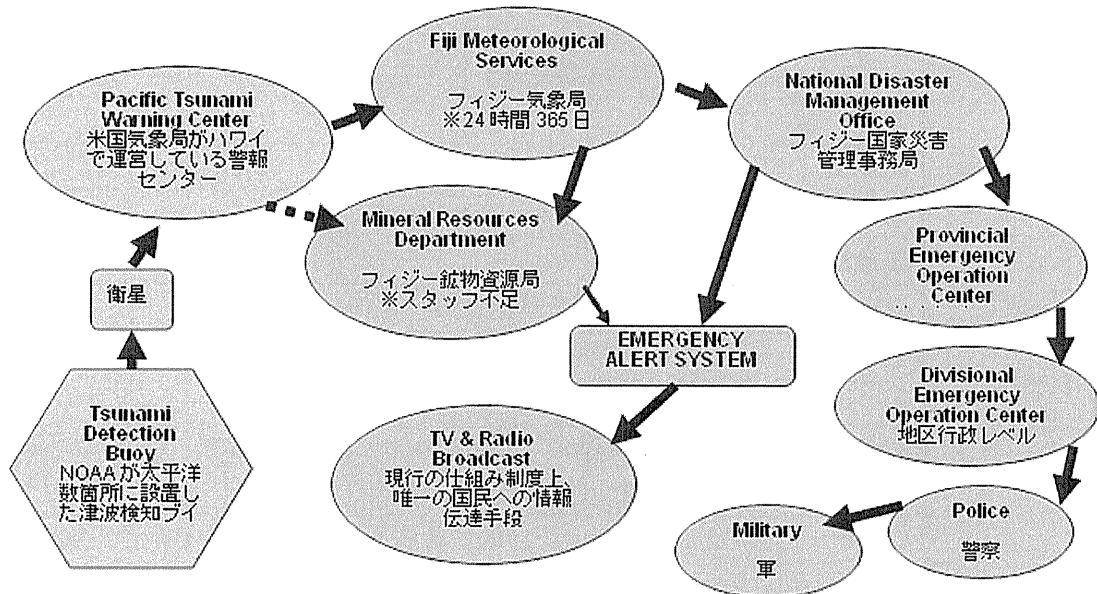 Fiji Meteorological
Services
フィジー気象局
※24時間365日
National Disaster
Management
Office
フィジー国家災害
管理事務局
Pacific Tsunami
Warning Center
米国気象局がハワイ
で運営している警報
センター
Mineral Resources
Department
フィジー鉱物資源局
※スタッフ不足
Provincial
Emergency
Operation
Center
衛星
EMERGENCY
ALERT SYSTEM
Divisional
Emergency
Operation Center
地区行政レベル
Tsunami
Detection
Buoy
NOAAが太平洋
数箇所に設置し
た津波検知ブイ
TV & Radio
Broadcast
現行の仕組み制度上、
唯一の国民への情報
伝達手段
Police
警察
Military
軍